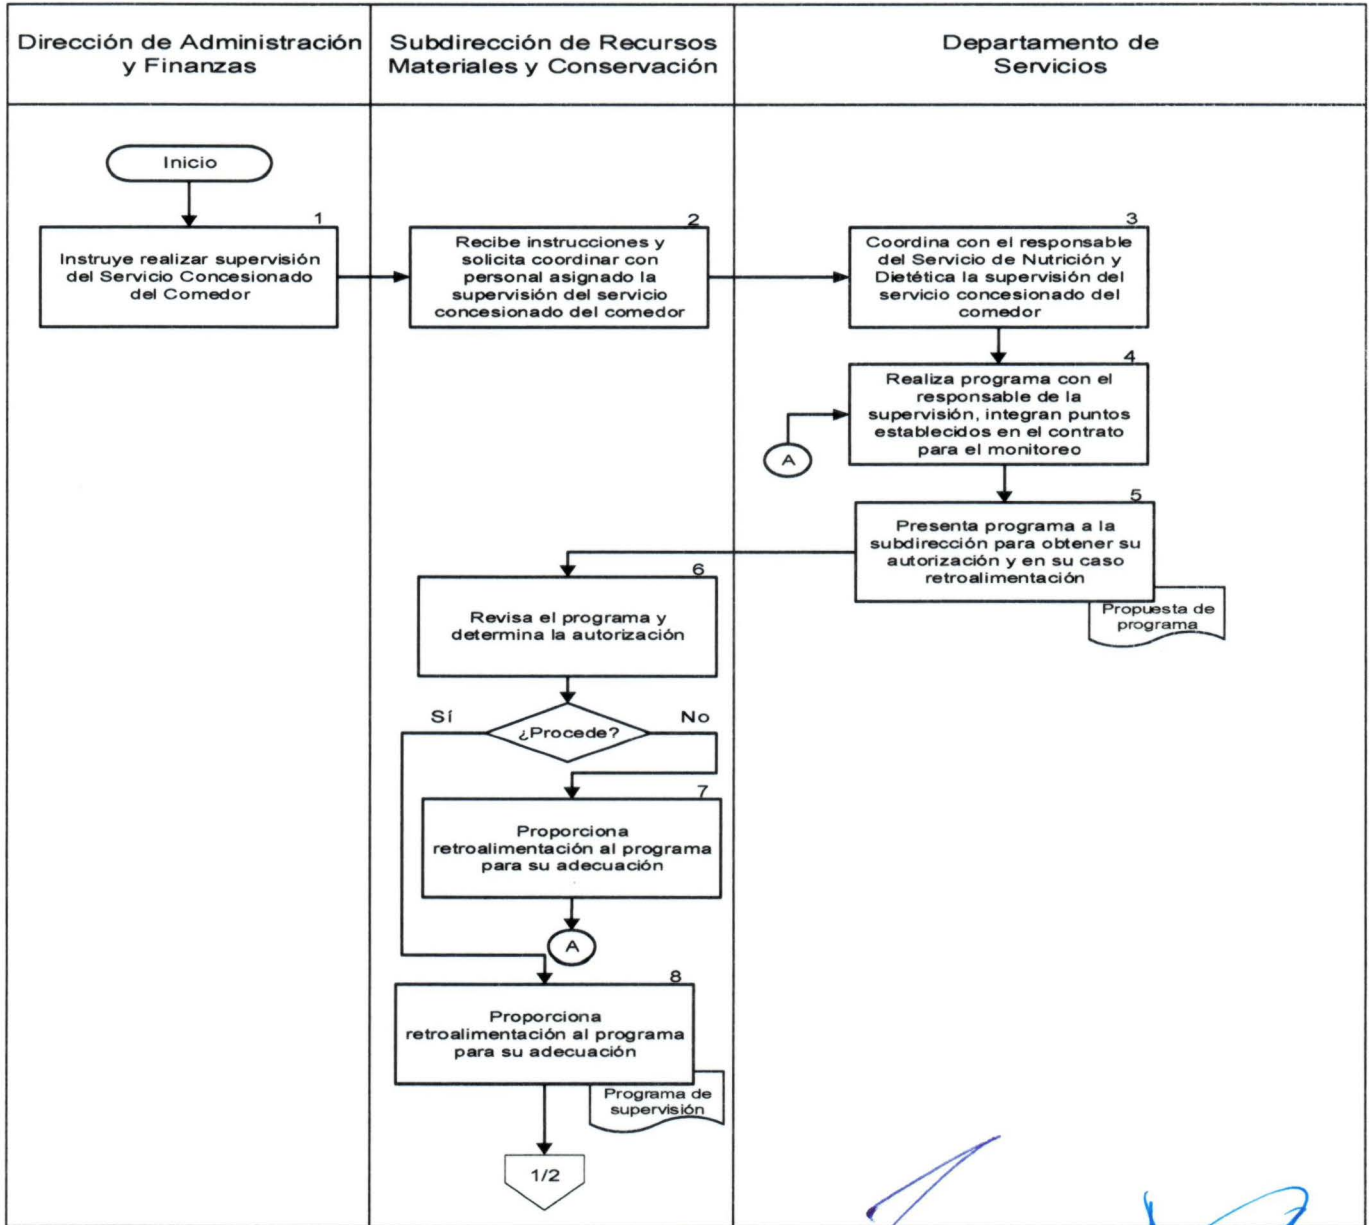 Dirección de Administración
y Finanzas
Subdirección de Recursos
Materiales y Conservación
Departamento de
Servicios
Inicio
1
Instruye realizar supervisión
del Servicio Concesionado
del Comedor
2
Recibe instrucciones y
solicita coordinar con
personal asignado la
supervisión del servicio
concesionado del comedor
3
Coordina con el responsable
del Servicio de Nutrición y
Dietética la supervisión del
servicio concesionado del
comedor
4
Realiza programa con el
responsable de la
supervisión, integran puntos
establecidos en el contrato
para el monitoreo
A
5
Presenta programa a la
subdirección para obtener su
autorización y en su caso
retroalimentación
Propuesta de
programa
6
Revisa el programa y
determina la autorización
Sí
¿Procede?
No
7
Proporciona
retroalimentación al programa
para su adecuación
A
8
Proporciona
retroalimentación al programa
para su adecuación
Programa de
supervisión
1/2